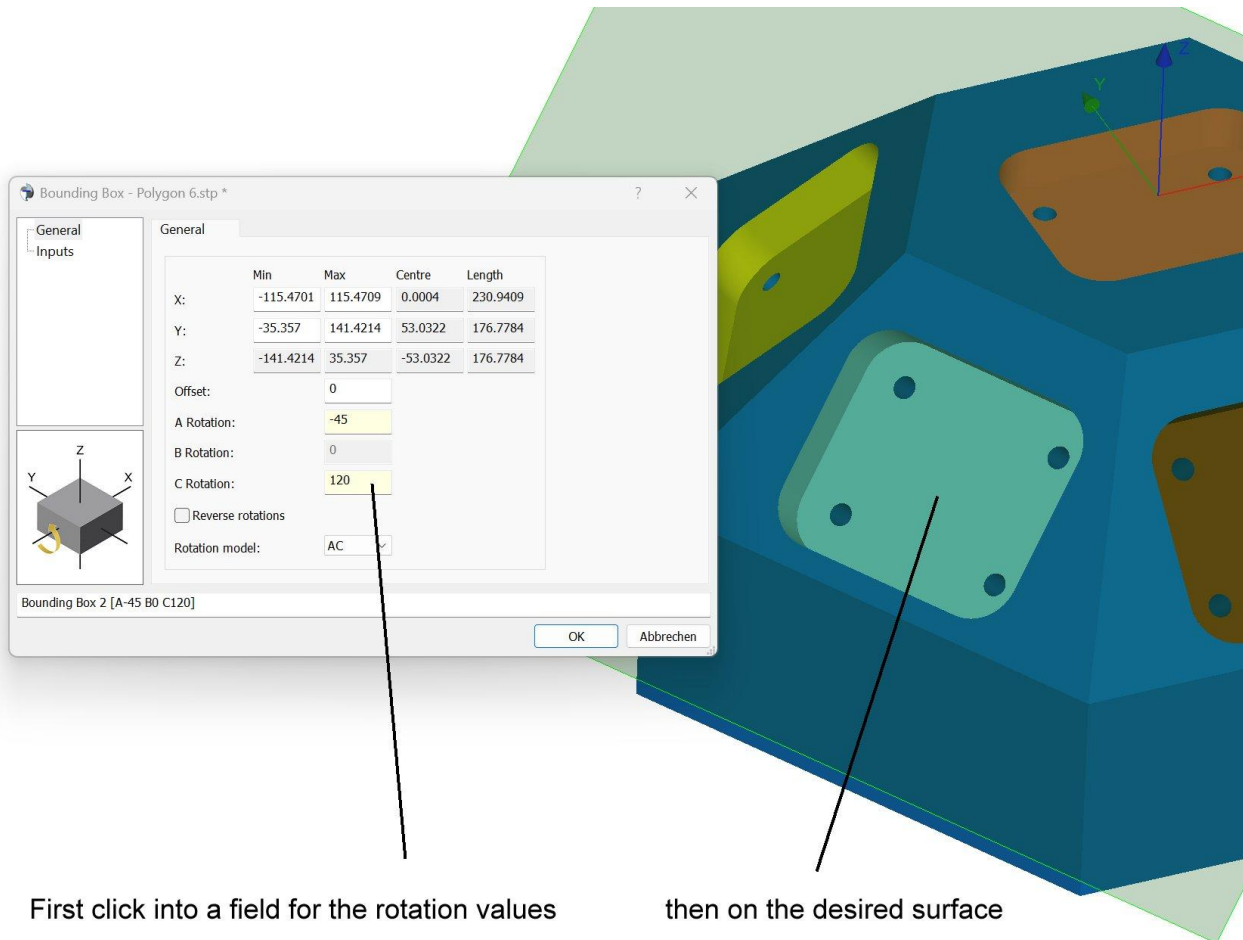 Z
Y
Bounding Box - Polygon 6.stp * ?
General
Inputs
General
Min Max Centre Length
X: -115.4701 115.4709 0.0004 230.9409
Y: -35.357 141.4214 53.0322 176.7784
Z: -141.4214 35.357 -53.0322 176.7784
Offset: 0
A Rotation: -45
B Rotation: 0
C Rotation: 120
Reverse rotations
Rotation model: AC
Z
Y X
Bounding Box 2 [A-45 B0 C120]
OK Abbrechen
First click into a field for the rotation values then on the desired surface